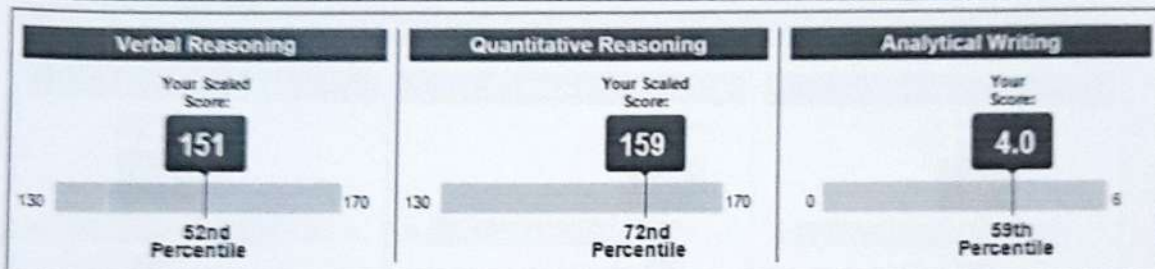 Verbal Reasoning
Your Scaled
Score:
151
130
170
52nd
Percentile
Quantitative Reasoning
Your Scaled
Score:
159
130
170
72nd
Percentile
Analytical Writing
Your
Score:
4.0
0
6
59th
Percentile